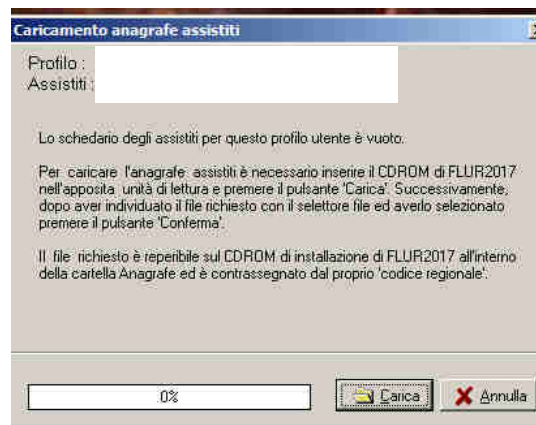 Caricamento anagrafe assistiti
Profilo :
Assistiti :
Lo schedario degli assistiti per questo profilo utente è vuoto.
Per caricare l'anagrafe assistiti è necessario inserire il CDROM di FLUR2017
nell'apposita unità di lettura e premere il pulsante 'Carica'. Successivamente,
dopo aver individuato il file richiesto con il selettore file ed averlo selezionato
premere il pulsante 'Conferma'.
Il file richiesto è reperibile sul CDROM di installazione di FLUR2017 all'interno
della cartella Anagrafe ed è contrassegnato dal proprio 'codice regionale'.
0%
Carica
Annulla